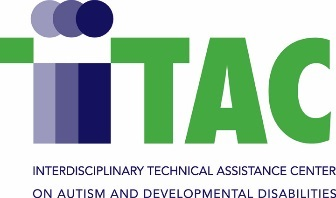 iTAC
INTERDISCIPLINARY TECHNICAL ASSISTANCE CENTER
ON AUTISM AND DEVELOPMENTAL DISABILITIES